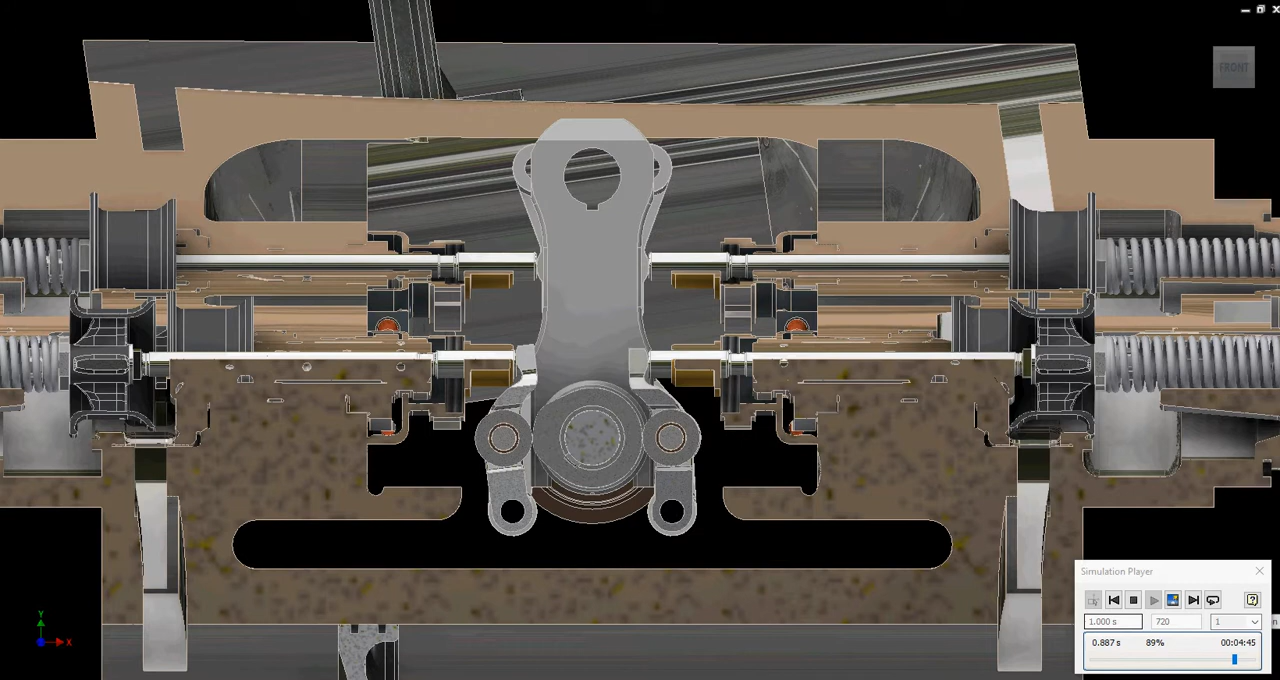 FRONT
Y
X
Simulation Player
1.000 s 720 1
0.887 s 89% 00:04:45